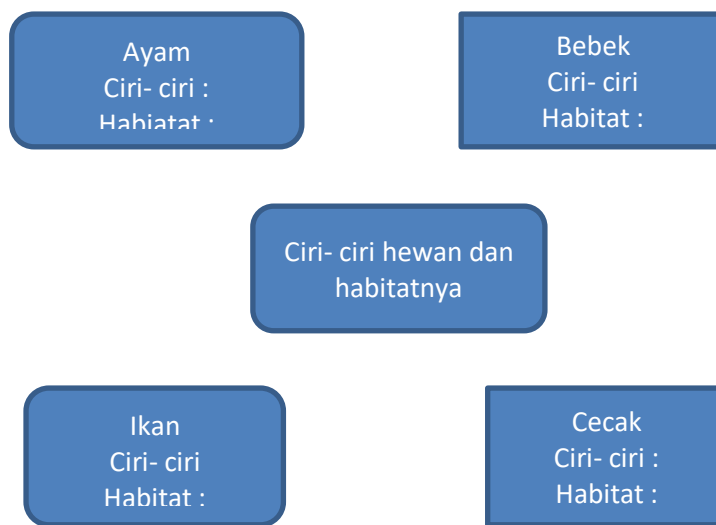 Ayam
Ciri- ciri :
Habiatat :
Bebek
Ciri- ciri
Habitat :
Ciri- ciri hewan dan
habitatnya
Ikan
Ciri- ciri
Habitat :
Cecak
Ciri- ciri :
Habitat :